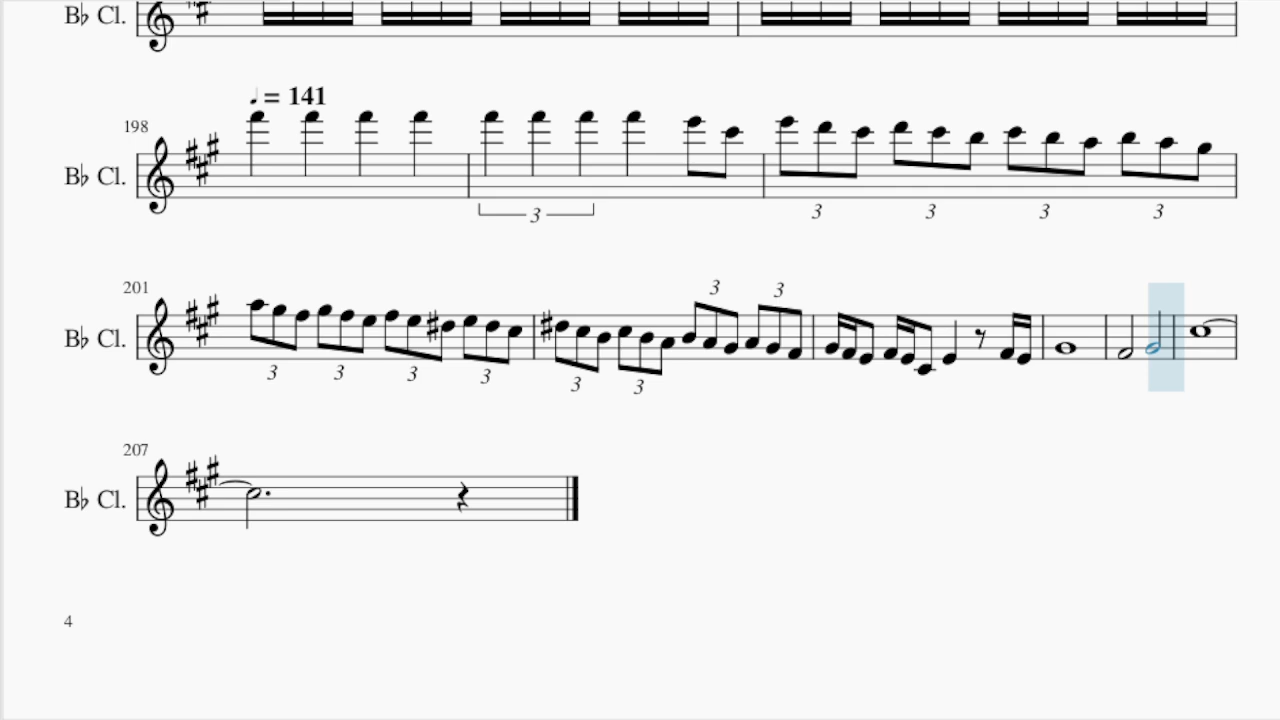 B♭ Cl.
♩ = 141
198
B♭ Cl.
3 3 3 3 3
201
3 3
B♭ Cl.
3 3 3 3 3 3
207
B♭ Cl.
4